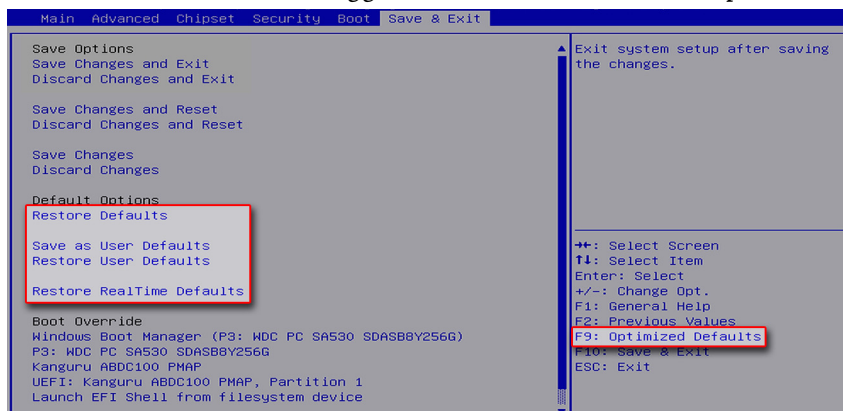 Main Advanced Chipset Security Boot Save & Exit
Save Options
Save Changes and Exit
Discard Changes and Exit
Save Changes and Reset
Discard Changes and Reset
Save Changes
Discard Changes
Default Options
Restore Defaults
Save as User Defaults
Restore User Defaults
Restore RealTime Defaults
Boot Override
Windows Boot Manager (P3: WDC PC SA530 SDASB8Y256G)
P3: WDC PC SA530 SDASB8Y256G
Kanguru ABDC100 PMAP
UEFI: Kanguru ABDC100 PMAP, Partition 1
Launch EFI Shell from filesystem device
Exit system setup after saving
the changes.
→←: Select Screen
↑↓: Select Item
Enter: Select
+/-: Change Opt.
F1: General Help
F2: Previous Values
F9: Optimized Defaults
F10: Save & Exit
ESC: Exit